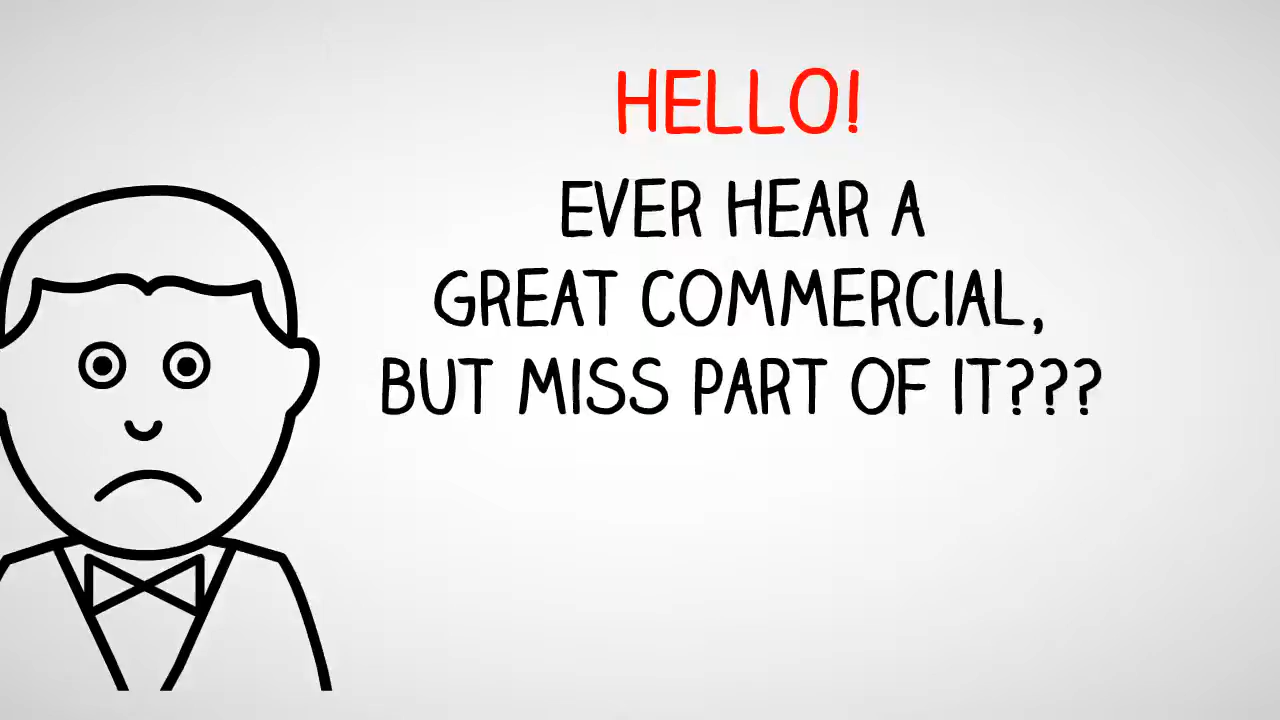 HELLO!
EVER HEAR A
GREAT COMMERCIAL,
BUT MISS PART OF IT???